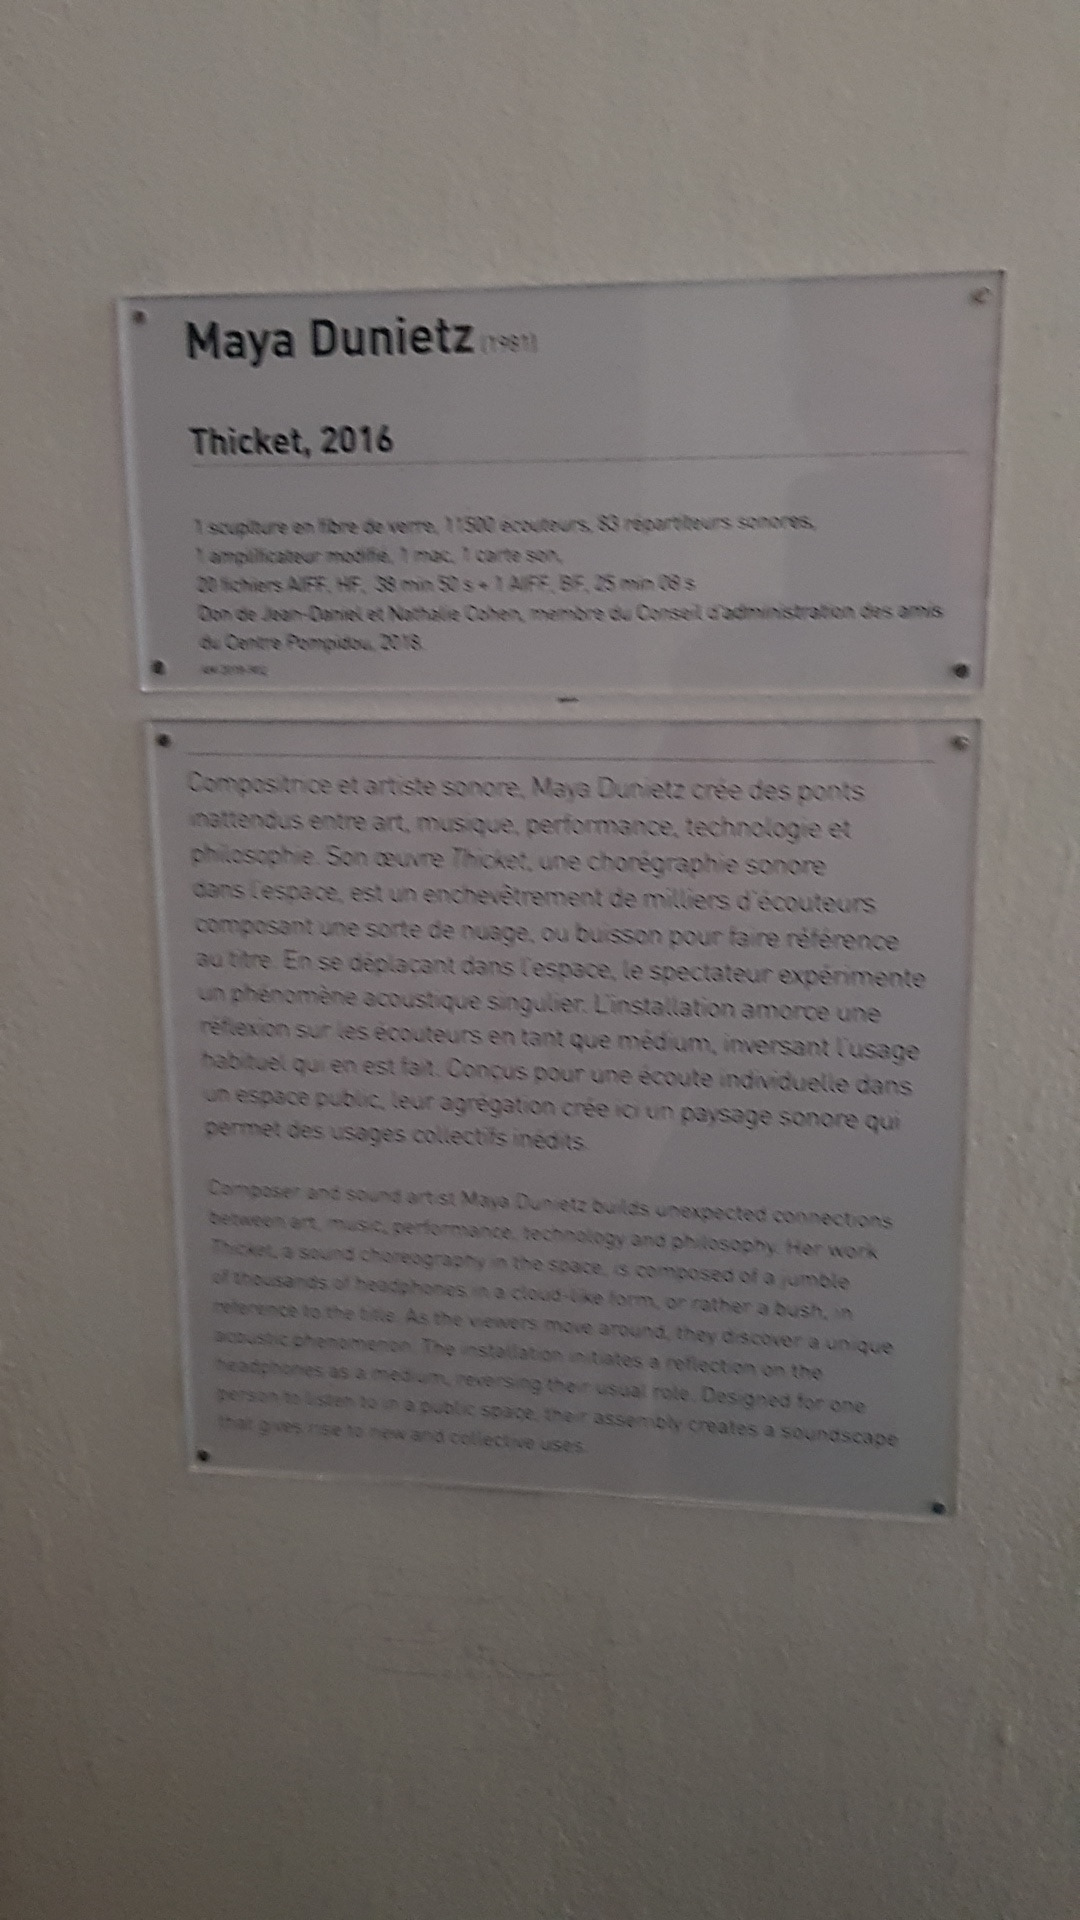 Maya Dunietz (1981)
Thicket, 2016
1 scuplture en fibre de verre, 11500 écouteurs, 83 répartiteurs sonores,
1 amplificateur modifié, 1 mac, 1 carte son,
20 fichiers AIFF, HF, 38 min 50 s + 1 AIFF, BF, 25 min 08 s
Don de Jean-Daniel et Nathalie Cohen, membre du Conseil d'administration des amis
du Centre Pompidou, 2018.
Compositrice et artiste sonore, Maya Dunietz crée des ponts
inattendus entre art, musique, performance, technologie et
philosophie. Son œuvre Thicket, une chorégraphie sonore
dans l'espace, est un enchevêtrement de milliers d'écouteurs
composant une sorte de nuage, ou buisson pour faire référence
au titre. En se déplaçant dans l'espace, le spectateur expérimente
un phénomène acoustique singulier. L'installation amorce une
réflexion sur les écouteurs en tant que médium, inversant l'usage
habituel qui en est fait. Conçus pour une écoute individuelle dans
un espace public, leur agrégation crée ici un paysage sonore qui
permet des usages collectifs inédits.
Composer and sound artist Maya Dunietz builds unexpected connections
between art, music, performance, technology and philosophy. Her work
Thicket, a sound choreography in the space, is composed of a jumble
of thousands of headphones in a cloud-like form, or rather a bush, in
reference to the title. As the viewers move around, they discover a unique
acoustic phenomenon. The installation initiates a reflection on the
headphones as a medium, reversing their usual role. Designed for one
person to listen to in a public space, their assembly creates a soundscape
that gives rise to new and collective uses.